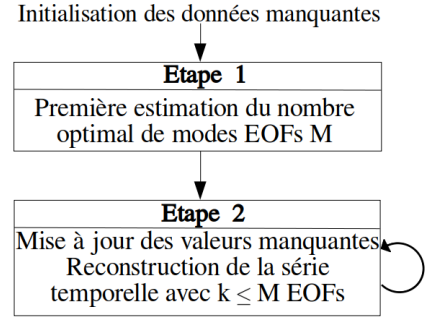 Initialisation des données manquantes
Etape 1
Première estimation du nombre
optimal de modes EOFs M
Etape 2
Mise à jour des valeurs manquantes
Reconstruction de la série
temporelle avec k ≤ M EOFs